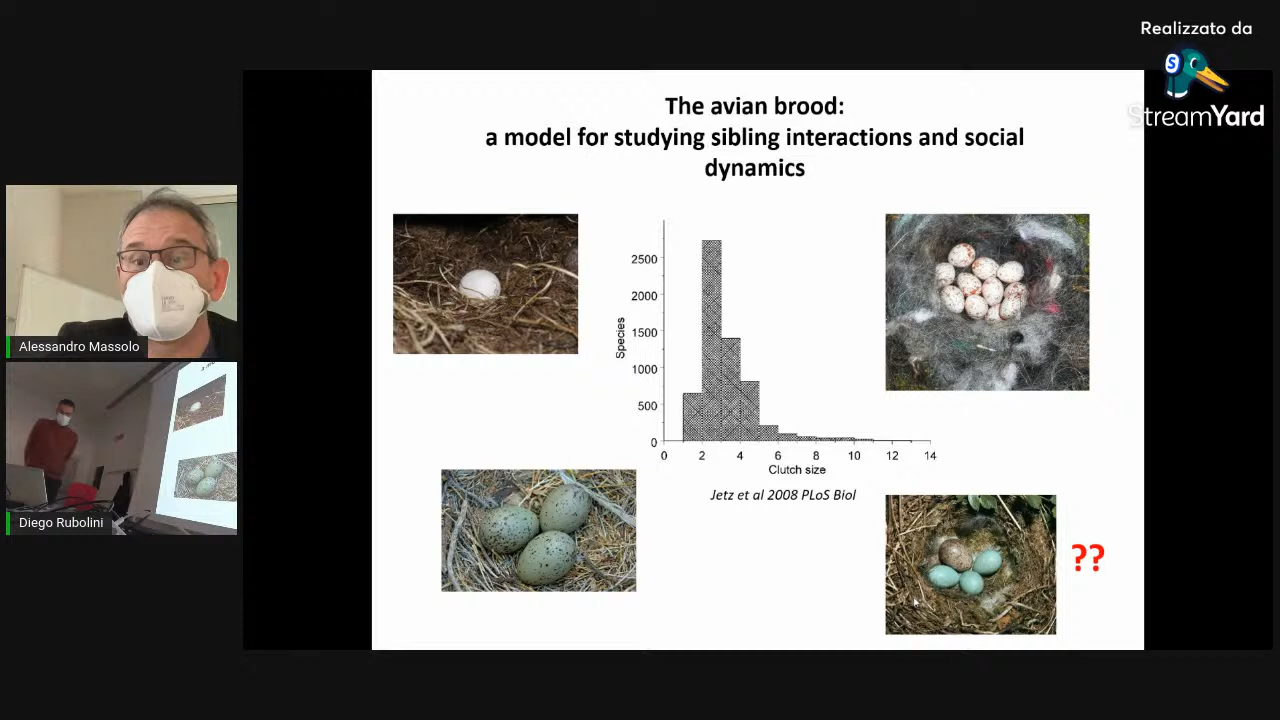 Realizzato da
StreamYard
The avian brood:
a model for studying sibling interactions and social
dynamics
Species
2500
2000
1500
1000
500
0
0 2 4 6 8 10 12 14
Clutch size
Jetz et al 2008 PLoS Biol
??
Alessandro Massolo
Diego Rubolini